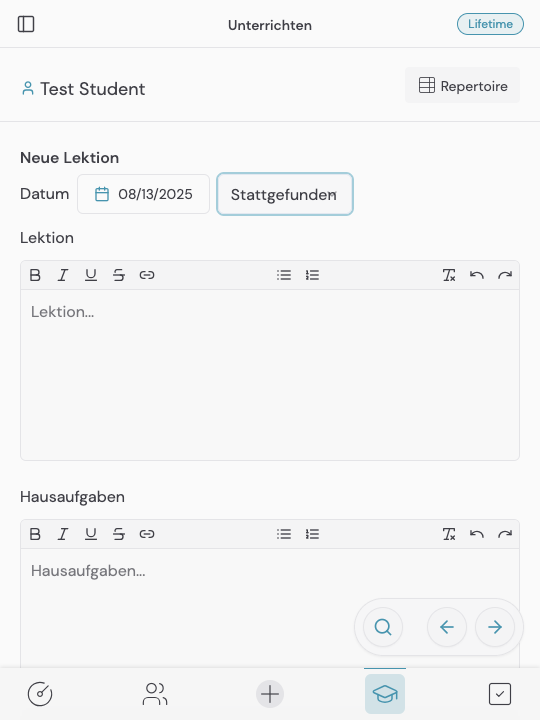 Unterrichten
Lifetime
Test Student
Repertoire
Neue Lektion
Datum
08/13/2025
Stattgefunden
Lektion
Lektion...
Hausaufgaben
Hausaufgaben...